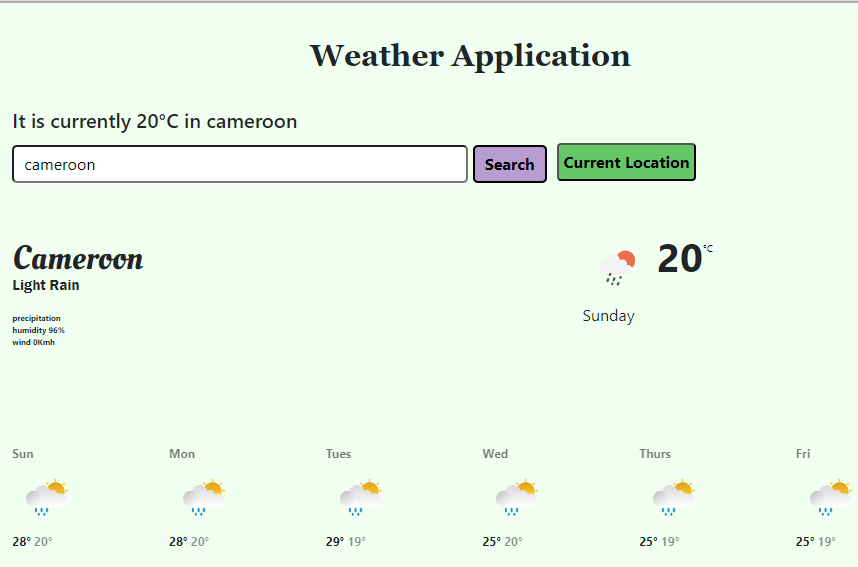 Weather Application
It is currently 20°C in cameroon
cameroon Search Current Location
Cameroon
Light Rain
20°C
Sunday
precipitation
humidity 96%
wind 0Kmh
Sun Mon Tues Wed Thurs Fri
28° 20° 28° 20° 29° 19° 25° 20° 25° 19° 25° 19°